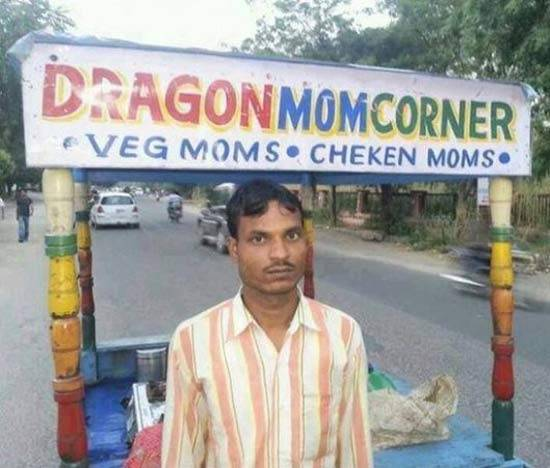 DRAGON MOM CORNER
• VEG MOMS • CHEKEN MOMS •